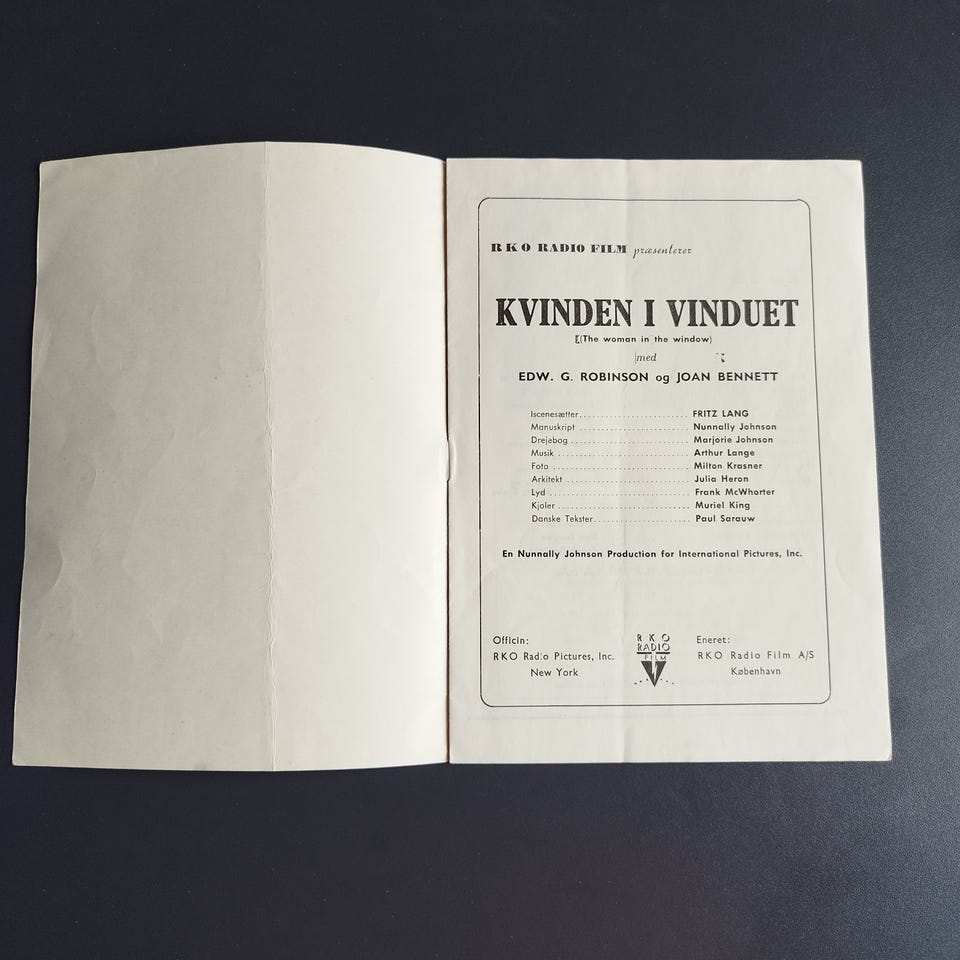 RKO RADIO FILM præsenterer
KVINDEN I VINDUET
(The woman in the window)
med
EDW. G. ROBINSON og JOAN BENNETT
Iscenesætter........................ FRITZ LANG
Manuskript ........................ Nunnally Johnson
Drejebog .......................... Marjorie Johnson
Musik ............................. Arthur Lange
Foto .............................. Milton Krasner
Arkitekt ........................... Julia Heron
Lyd ............................... Frank McWhorter
Kjoler ............................. Muriel King
Danske Tekster..................... Paul Sarauw
En Nunnally Johnson Production for International Pictures, Inc.
Officin:
RKO Radio Pictures, Inc.
New York
RKO
RADIO
FILM
Eneret:
RKO Radio Film A/S
København